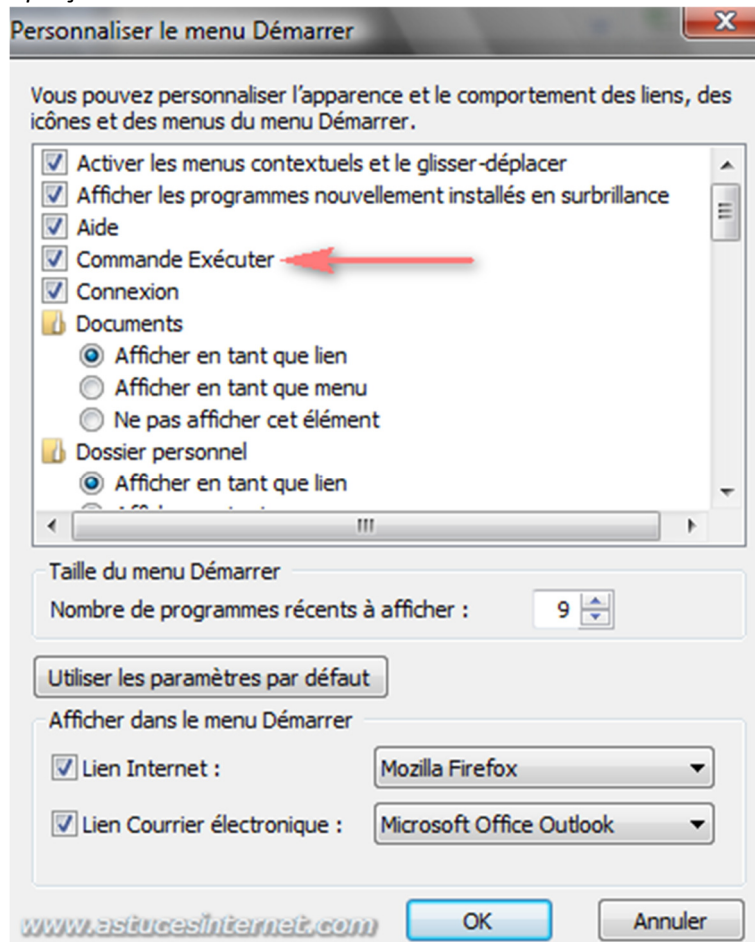 Personnaliser le menu Démarrer
Vous pouvez personnaliser l'apparence et le comportement des liens, des
icônes et des menus du menu Démarrer.
Activer les menus contextuels et le glisser-déplacer
Afficher les programmes nouvellement installés en surbrillance
Aide
Commande Exécuter
Connexion
Documents
Afficher en tant que lien
Afficher en tant que menu
Ne pas afficher cet élément
Dossier personnel
Afficher en tant que lien
Taille du menu Démarrer
Nombre de programmes récents à afficher : 9
Utiliser les paramètres par défaut
Afficher dans le menu Démarrer
Lien Internet : Mozilla Firefox
Lien Courrier électronique : Microsoft Office Outlook
www.astucesinternet.com OK Annuler